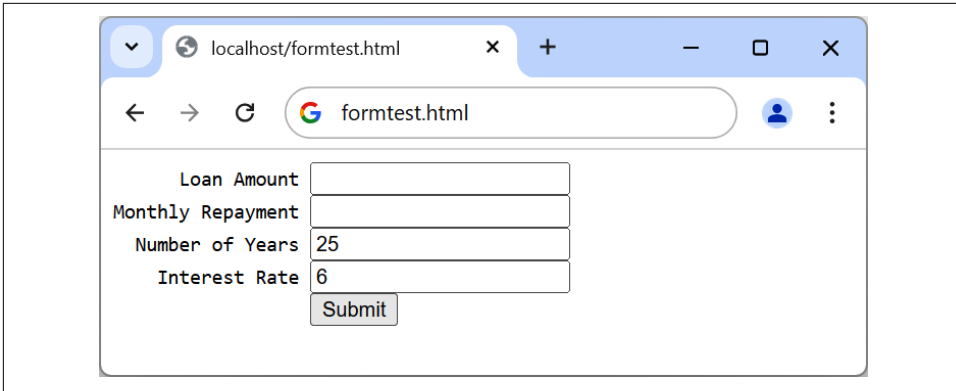 localhost/formtest.html
formtest.html
Loan Amount
Monthly Repayment
Number of Years 25
Interest Rate 6
Submit